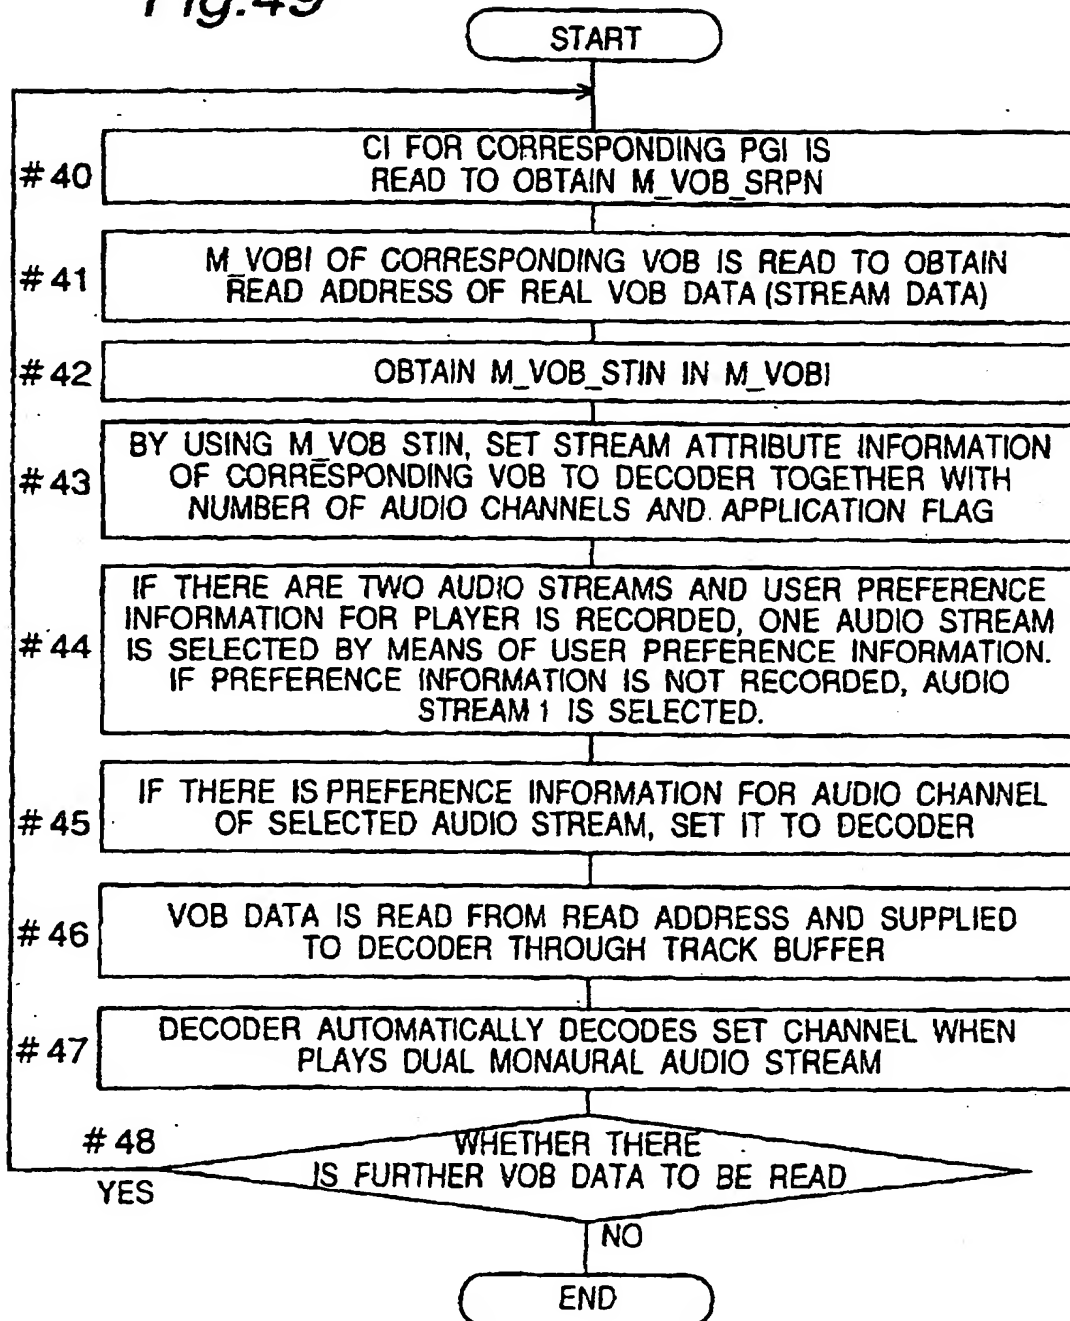 Fig.49
START
#40
CI FOR CORRESPONDING PGI IS
READ TO OBTAIN M_VOB_SRPN
#41
M_VOBI OF CORRESPONDING VOB IS READ TO OBTAIN
READ ADDRESS OF REAL VOB DATA (STREAM DATA)
#42
OBTAIN M_VOB_STIN IN M_VOBI
#43
BY USING M_VOB STIN, SET STREAM ATTRIBUTE INFORMATION
OF CORRESPONDING VOB TO DECODER TOGETHER WITH
NUMBER OF AUDIO CHANNELS AND APPLICATION FLAG
#44
IF THERE ARE TWO AUDIO STREAMS AND USER PREFERENCE
INFORMATION FOR PLAYER IS RECORDED, ONE AUDIO STREAM
IS SELECTED BY MEANS OF USER PREFERENCE INFORMATION.
IF PREFERENCE INFORMATION IS NOT RECORDED, AUDIO
STREAM 1 IS SELECTED.
#45
IF THERE IS PREFERENCE INFORMATION FOR AUDIO CHANNEL
OF SELECTED AUDIO STREAM, SET IT TO DECODER
#46
VOB DATA IS READ FROM READ ADDRESS AND SUPPLIED
TO DECODER THROUGH TRACK BUFFER
#47
DECODER AUTOMATICALLY DECODES SET CHANNEL WHEN
PLAYS DUAL MONAURAL AUDIO STREAM
#48
WHETHER THERE
IS FURTHER VOB DATA TO BE READ
YES
NO
END